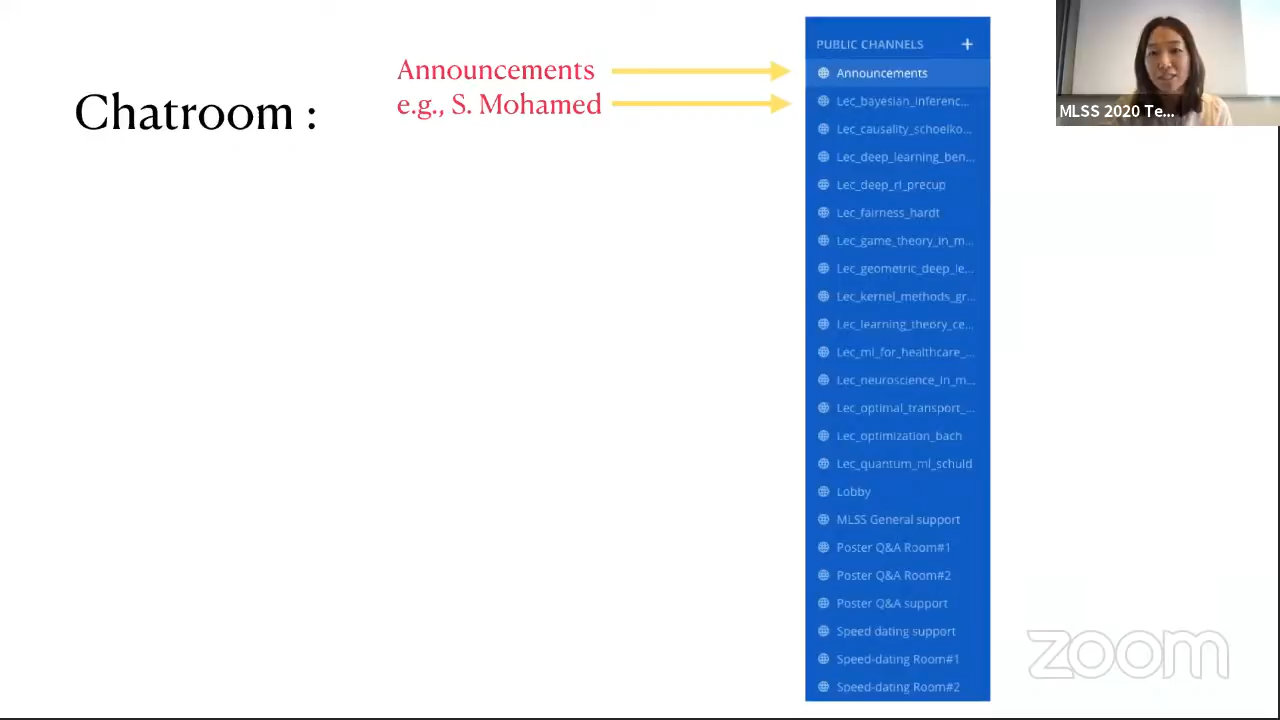 Chatroom :
Announcements
e.g., S. Mohamed
PUBLIC CHANNELS +
Announcements
Lec_bayesian_inferenc...
Lec_causality_schoelko...
Lec_deep_learning_ben...
Lec_deep_rl_precup
Lec_fairness_hardt
Lec_game_theory_in_m...
Lec_geometric_deep_le...
Lec_kernel_methods_gr...
Lec_learning_theory_ce...
Lec_ml_for_healthcare_...
Lec_neuroscience_in_m...
Lec_optimal_transport_...
Lec_optimization_bach
Lec_quantum_ml_schuld
Lobby
MLSS General support
Poster Q&A Room#1
Poster Q&A Room#2
Poster Q&A support
Speed dating support
Speed-dating Room#1
Speed-dating Room#2
MLSS 2020 Te...
zoom